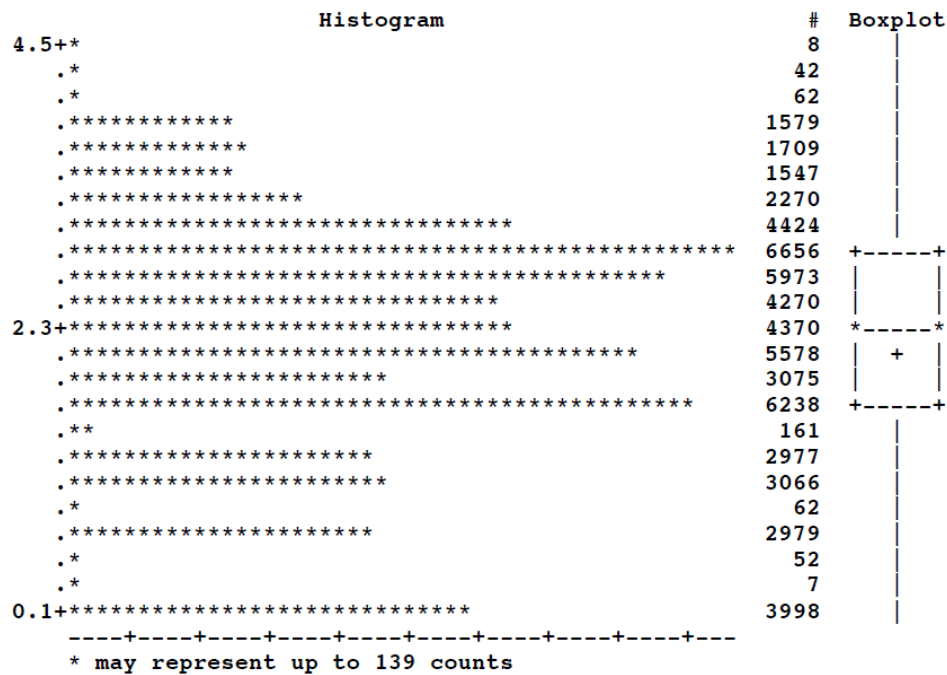 Histogram # Boxplot
4.5+* 8 |
.* 42 |
.* 62 |
.************ 1579 |
.************* 1709 |
.************ 1547 |
.***************** 2270 |
.******************************** 4424 |
.************************************************ 6656 +-----+
.******************************************* 5973 | |
.******************************* 4270 | |
2.3+******************************** 4370 *-----*
.***************************************** 5578 | + |
.*********************** 3075 | |
.********************************************* 6238 +-----+
.** 161 |
.********************** 2977 |
.*********************** 3066 |
.* 62 |
.********************** 2979 |
.* 52 |
.* 7 |
0.1+***************************** 3998 |
----+----+----+----+----+----+----+----+----+---
* may represent up to 139 counts